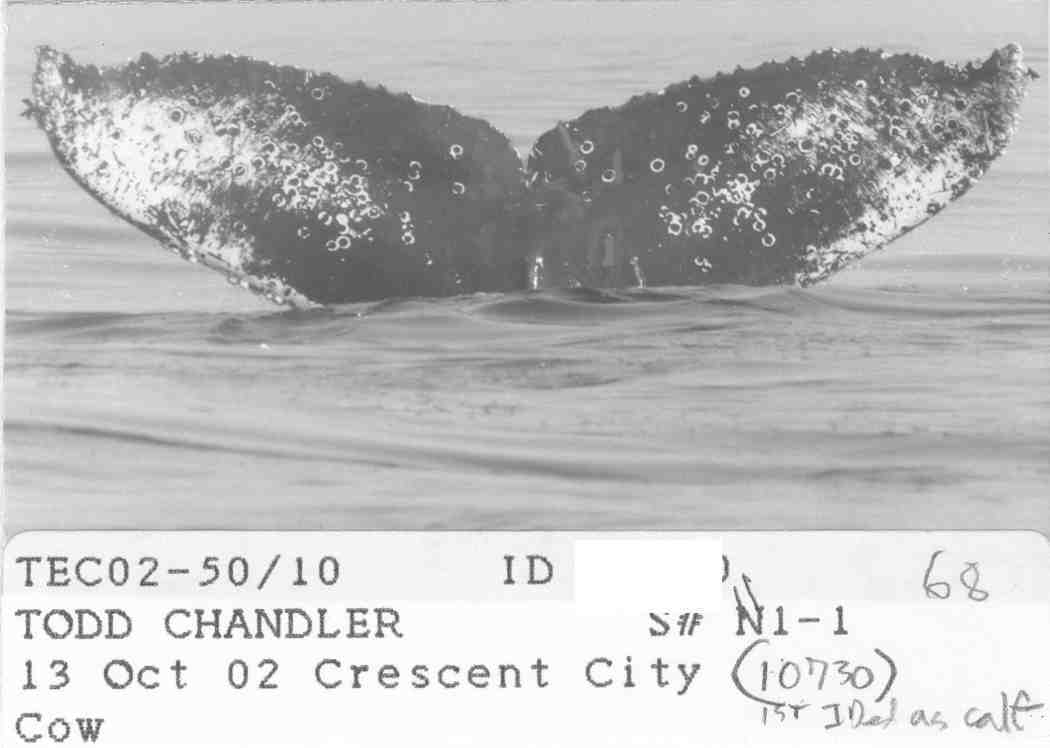 TEC02-50/10 ID 68
TODD CHANDLER S# N1-1
13 Oct 02 Crescent City (10730)
1st IDed as calf
Cow